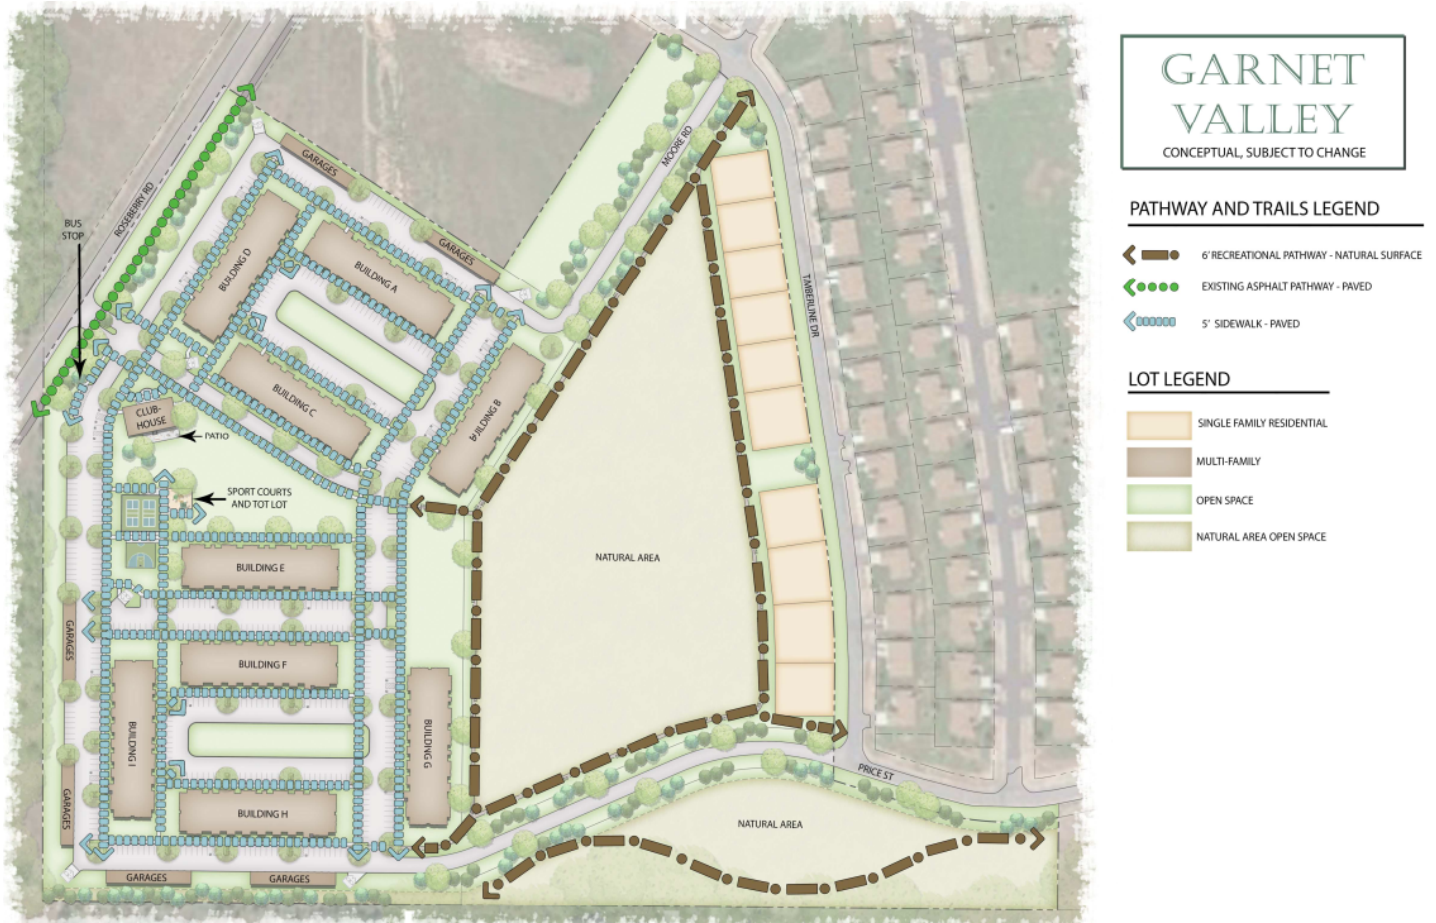 GARNET
VALLEY
CONCEPTUAL, SUBJECT TO CHANGE
PATHWAY AND TRAILS LEGEND
6' RECREATIONAL PATHWAY - NATURAL SURFACE
EXISTING ASPHALT PATHWAY - PAVED
5' SIDEWALK - PAVED
LOT LEGEND
SINGLE FAMILY RESIDENTIAL
MULTI-FAMILY
OPEN SPACE
NATURAL AREA OPEN SPACE
ROSEBERRY RD
BUS
STOP
GARAGES
GARAGES
MOORE RD
TIMBERLINE DR
BUILDING D
BUILDING A
BUILDING C
BUILDING B
CLUB-
HOUSE
PATIO
SPORT COURTS
AND TOT LOT
BUILDING E
NATURAL AREA
GARAGES
BUILDING F
BUILDING I
BUILDING G
GARAGES
BUILDING H
PRICE ST
NATURAL AREA
GARAGES
GARAGES